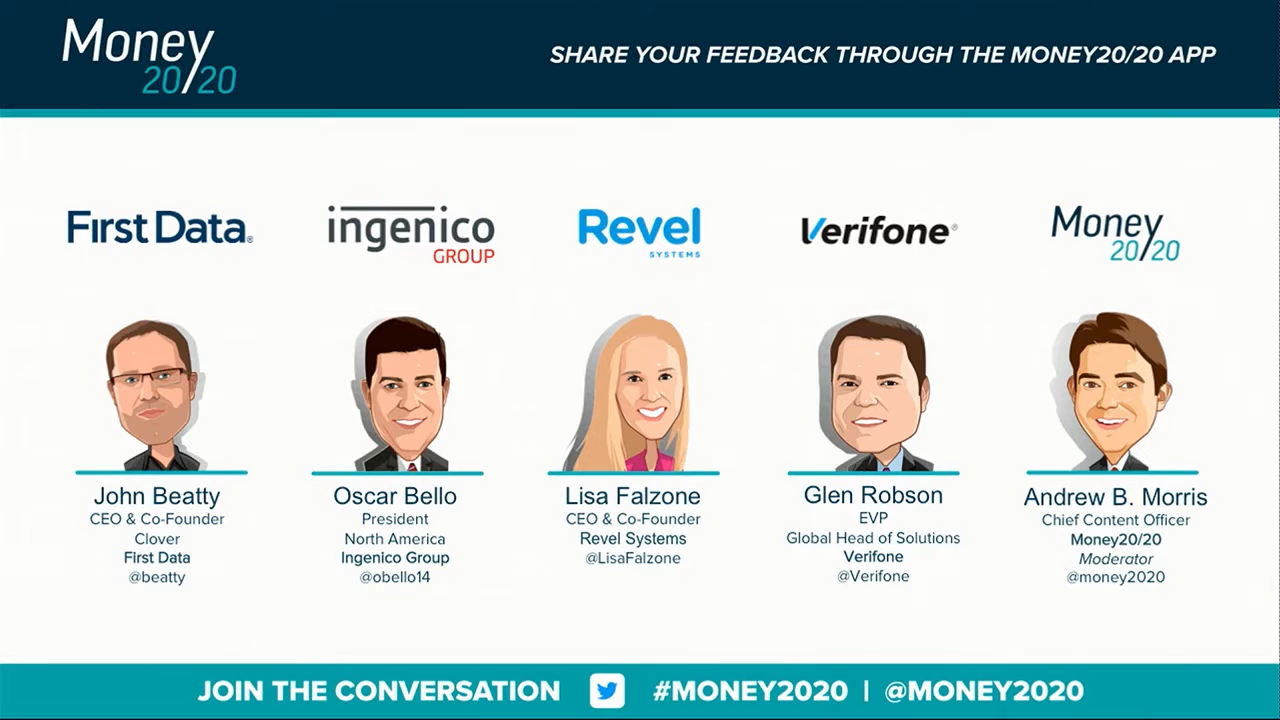 Money
20/20
SHARE YOUR FEEDBACK THROUGH THE MONEY20/20 APP
First Data®
ingenico
GROUP
Revel
SYSTEMS
Verifone®
Money
20/20
John Beatty
CEO & Co-Founder
Clover
First Data
@beatty
Oscar Bello
President
North America
Ingenico Group
@obello14
Lisa Falzone
CEO & Co-Founder
Revel Systems
@LisaFalzone
Glen Robson
EVP
Global Head of Solutions
Verifone
@Verifone
Andrew B. Morris
Chief Content Officer
Money20/20
Moderator
@money2020
JOIN THE CONVERSATION #MONEY2020 | @MONEY2020